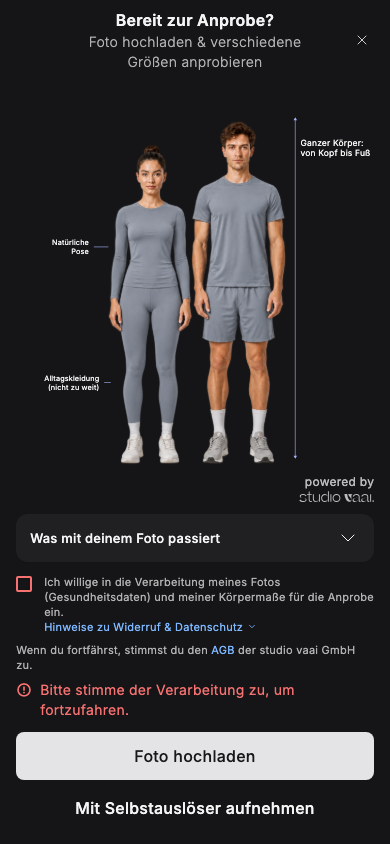 Bereit zur Anprobe?
Foto hochladen & verschiedene
Größen anprobieren
Ganzer Körper:
von Kopf bis Fuß
Natürliche
Pose
Alltagskleidung
(nicht zu weit)
powered by
studio vaai.
Was mit deinem Foto passiert
Ich willige in die Verarbeitung meines Fotos
(Gesundheitsdaten) und meiner Körpermaße für die Anprobe
ein.
Hinweise zu Widerruf & Datenschutz
Wenn du fortfährst, stimmst du den AGB der studio vaai GmbH
zu.
Bitte stimme der Verarbeitung zu, um
fortzufahren.
Foto hochladen
Mit Selbstauslöser aufnehmen